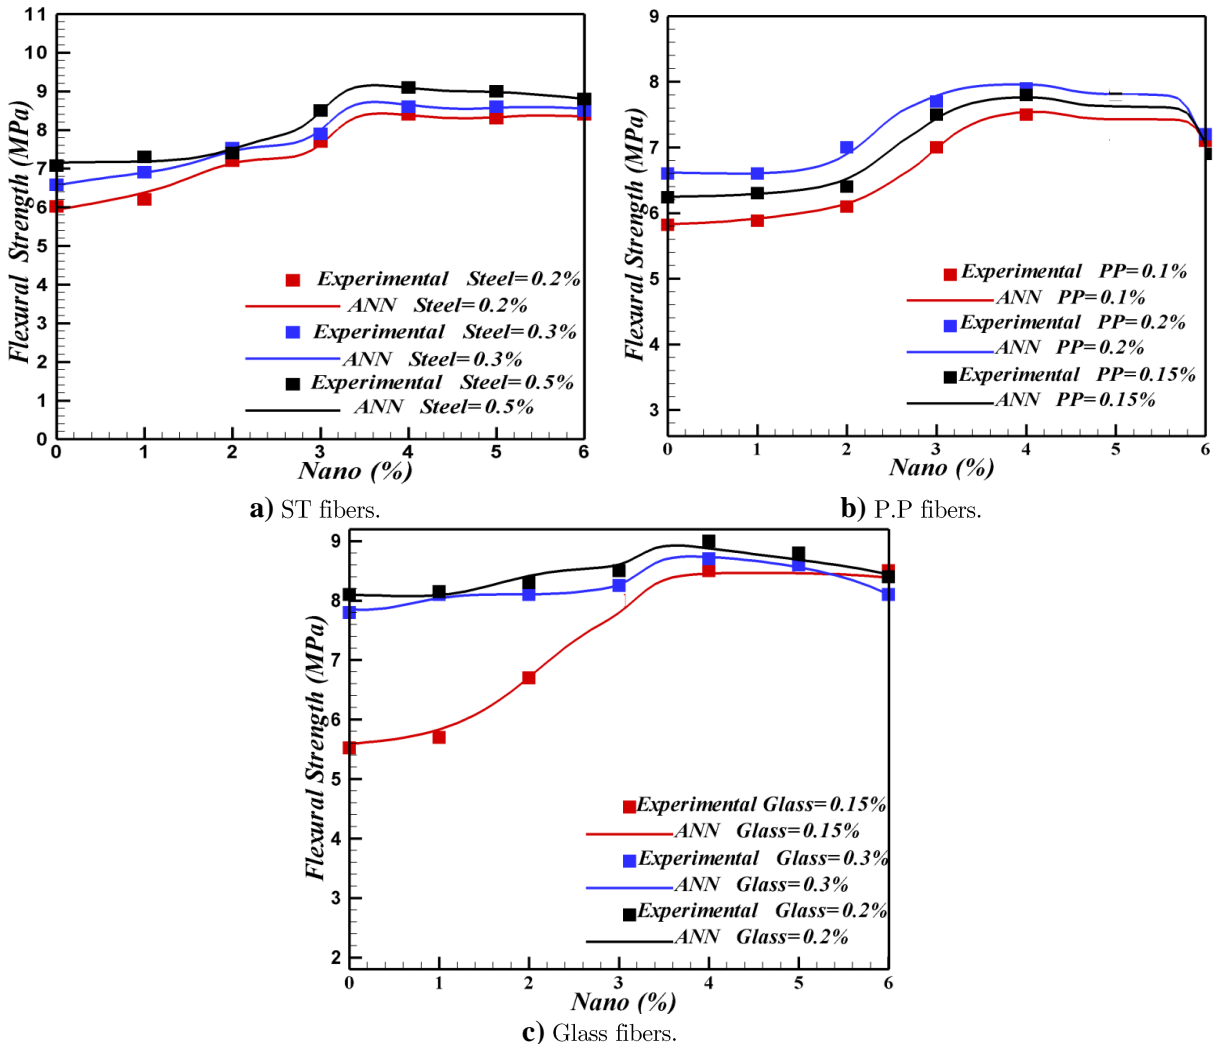 11
10
9
8
7
6
5
4
3
2
1
0
Flexural Strength (MPa)
Experimental Steel=0.2%
ANN Steel=0.2%
Experimental Steel=0.3%
ANN Steel=0.3%
Experimental Steel=0.5%
ANN Steel=0.5%
0 1 2 3 4 5 6
Nano (%)
a) ST fibers.
9
8
7
6
5
4
3
Flexural Strength (MPa)
Experimental PP=0.1%
ANN PP=0.1%
Experimental PP=0.2%
ANN PP=0.2%
Experimental PP=0.15%
ANN PP=0.15%
0 1 2 3 4 5 6
Nano (%)
b) P.P fibers.
9
8
7
6
5
4
3
2
Flexural Strength (MPa)
Experimental Glass=0.15%
ANN Glass=0.15%
Experimental Glass=0.3%
ANN Glass=0.3%
Experimental Glass=0.2%
ANN Glass=0.2%
0 1 2 3 4 5 6
Nano (%)
c) Glass fibers.